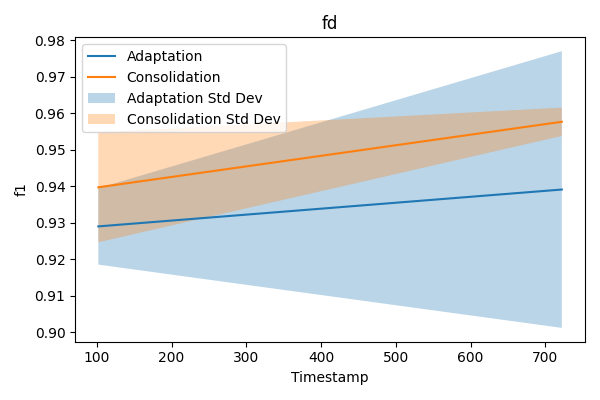 fd
f1
0.98
0.97
0.96
0.95
0.94
0.93
0.92
0.91
0.90
Adaptation
Consolidation
Adaptation Std Dev
Consolidation Std Dev
100
200
300
400
500
600
700
Timestamp